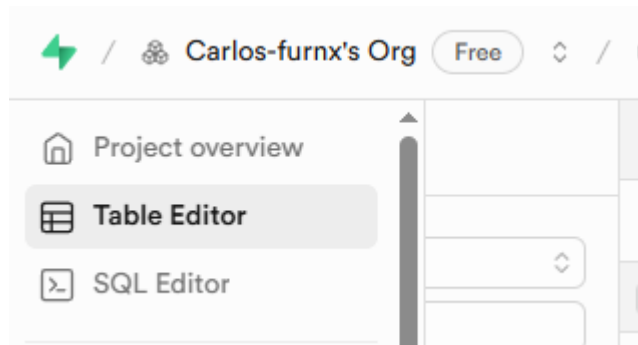 Carlos-furnx's Org Free
Project overview
Table Editor
SQL Editor